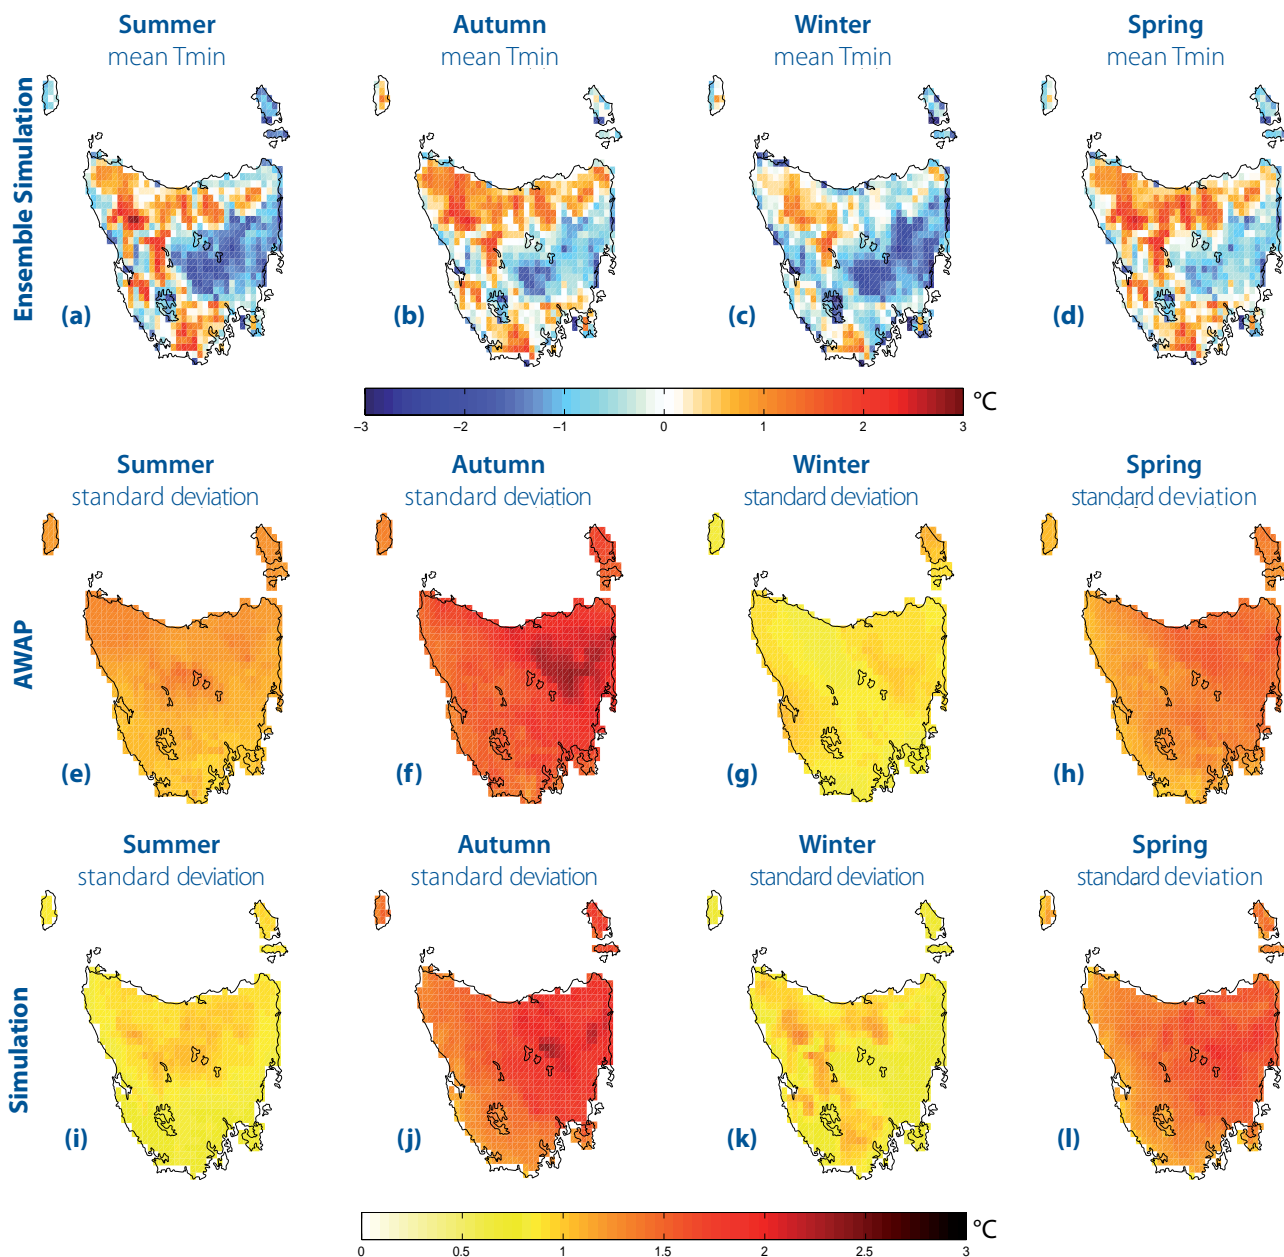 Summer Autumn Winter Spring
mean Tmin mean Tmin mean Tmin mean Tmin
Ensemble Simulation
(a) (b) (c) (d)
°C
−3 −2 −1 0 1 2 3
Summer Autumn Winter Spring
standard deviation standard deviation standard deviation standard deviation
AWAP
(e) (f) (g) (h)
Summer Autumn Winter Spring
standard deviation standard deviation standard deviation standard deviation
Simulation
(i) (j) (k) (l)
°C
0 0.5 1 1.5 2 2.5 3